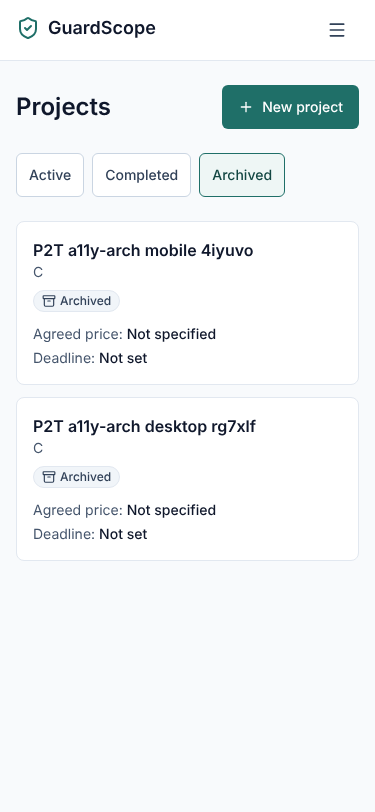 GuardScope
Projects
New project
Active
Completed
Archived
P2T a11y-arch mobile 4iyuvo
C
Archived
Agreed price: Not specified
Deadline: Not set
P2T a11y-arch desktop rg7xlf
C
Archived
Agreed price: Not specified
Deadline: Not set